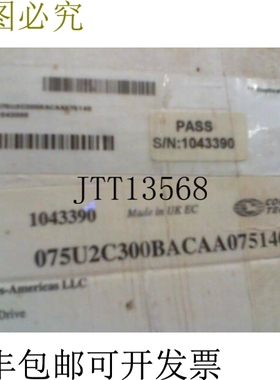 图必究
PASS
S/N:1043390
JTT13568
1043390
Made in UK EC
075U2C300BACAA075140
s-American LLC
Drive
丰包邮可开发票